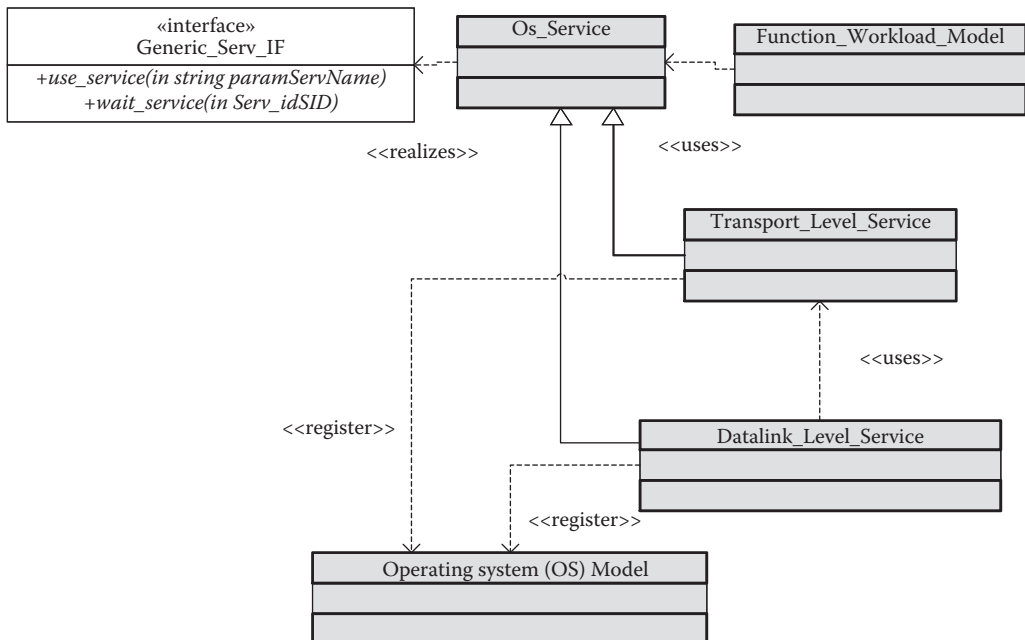 «interface»
Generic_Serv_IF
+use_service(in string paramServName)
+wait_service(in Serv_idSID)
Os_Service
Function_Workload_Model
<<realizes>>
<<uses>>
Transport_Level_Service
<<uses>>
<<register>>
Datalink_Level_Service
<<register>>
Operating system (OS) Model